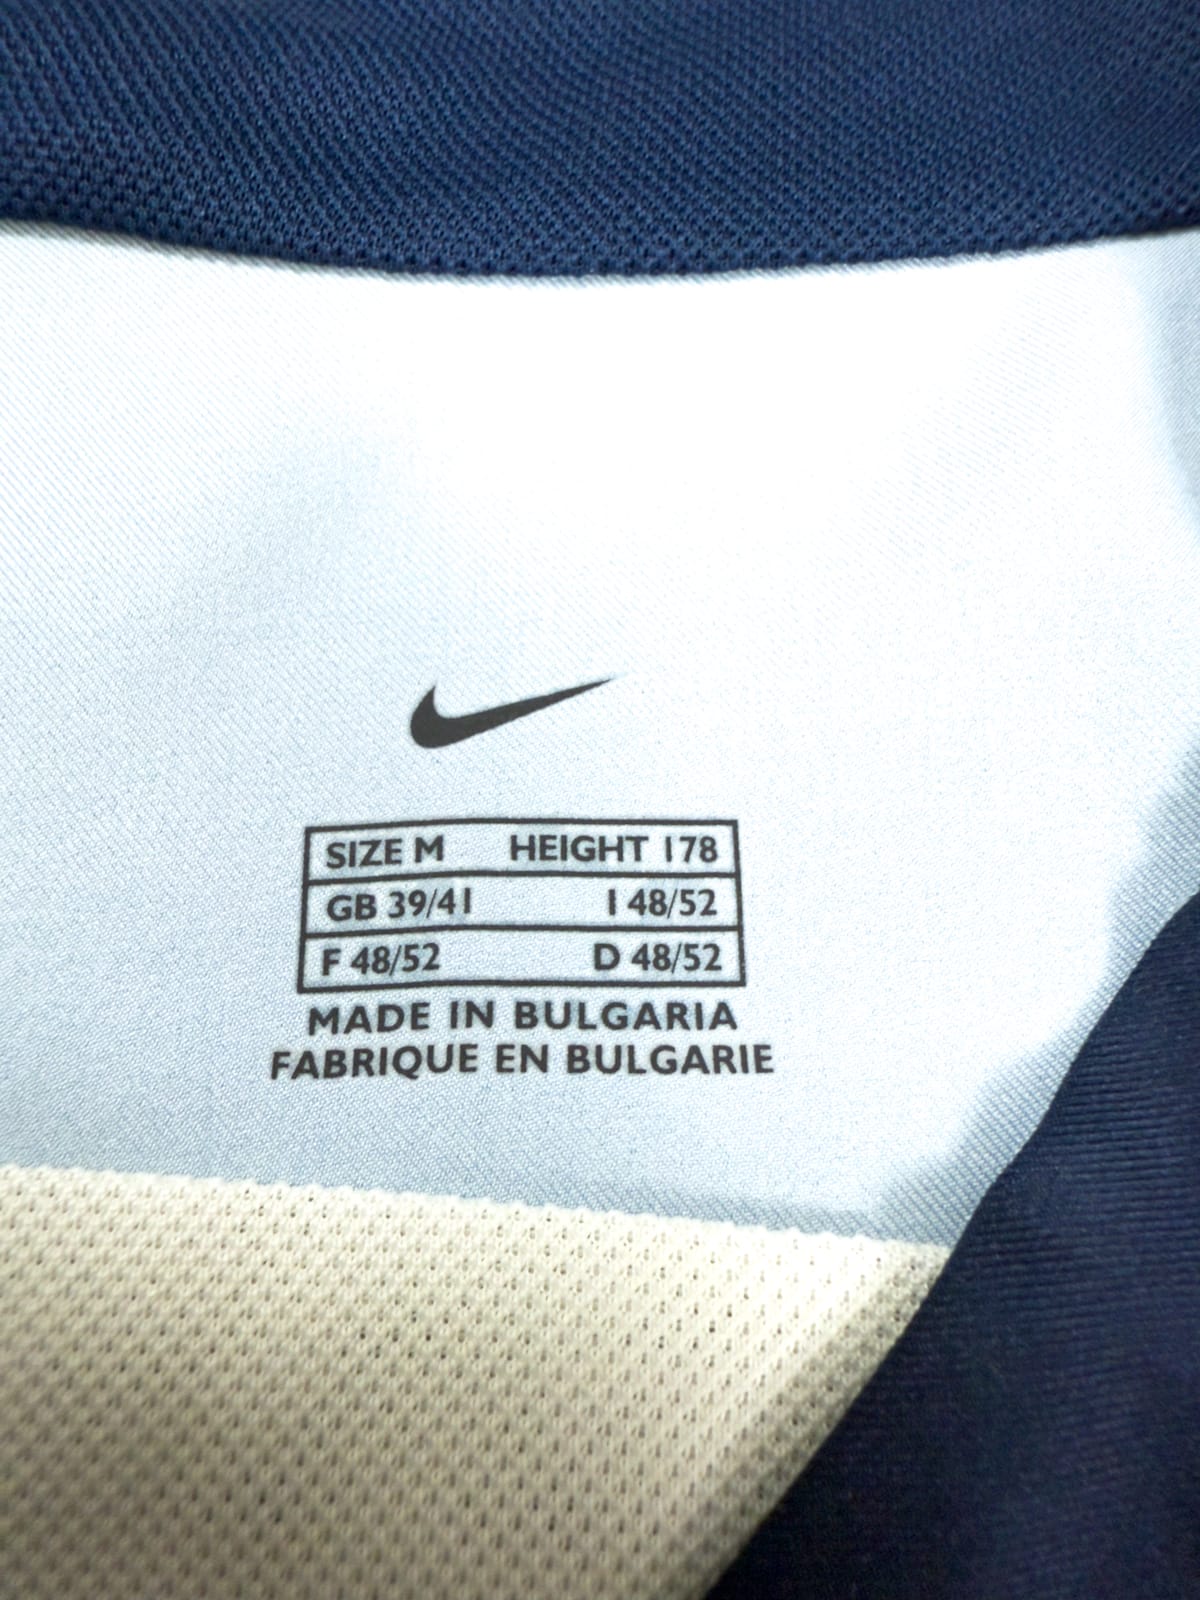 SIZE M HEIGHT 178
GB 39/41 I 48/52
F 48/52 D 48/52
MADE IN BULGARIA
FABRIQUE EN BULGARIE